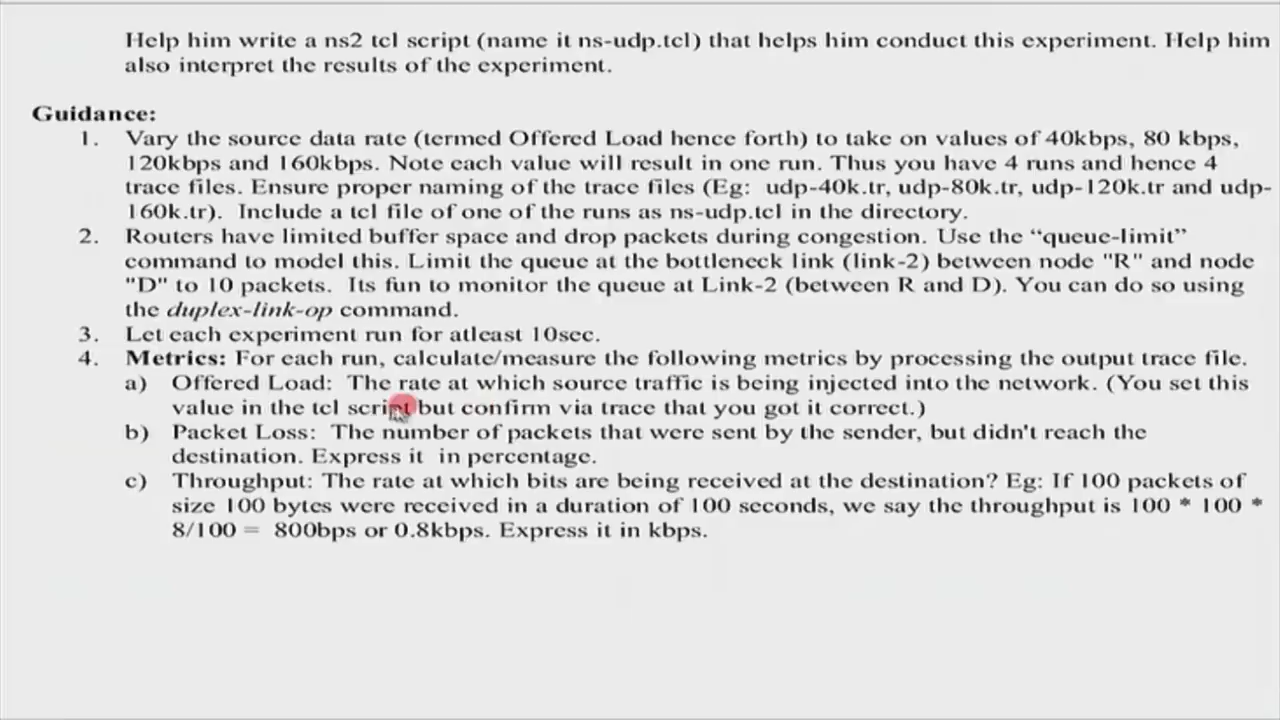 Help him write a ns2 tcl script (name it ns-udp.tcl) that helps him conduct this experiment. Help him
also interpret the results of the experiment.
Guidance:
1. Vary the source data rate (termed Offered Load hence forth) to take on values of 40kbps, 80 kbps,
120kbps and 160kbps. Note each value will result in one run. Thus you have 4 runs and hence 4
trace files. Ensure proper naming of the trace files (Eg: udp-40k.tr, udp-80k.tr, udp-120k.tr and udp-
160k.tr). Include a tcl file of one of the runs as ns-udp.tcl in the directory.
2. Routers have limited buffer space and drop packets during congestion. Use the “queue-limit”
command to model this. Limit the queue at the bottleneck link (link-2) between node "R" and node
"D" to 10 packets. Its fun to monitor the queue at Link-2 (between R and D). You can do so using
the duplex-link-op command.
3. Let each experiment run for atleast 10sec.
4. Metrics: For each run, calculate/measure the following metrics by processing the output trace file.
a) Offered Load: The rate at which source traffic is being injected into the network. (You set this
value in the tcl script but confirm via trace that you got it correct.)
b) Packet Loss: The number of packets that were sent by the sender, but didn't reach the
destination. Express it in percentage.
c) Throughput: The rate at which bits are being received at the destination? Eg: If 100 packets of
size 100 bytes were received in a duration of 100 seconds, we say the throughput is 100 * 100 *
8/100 = 800bps or 0.8kbps. Express it in kbps.